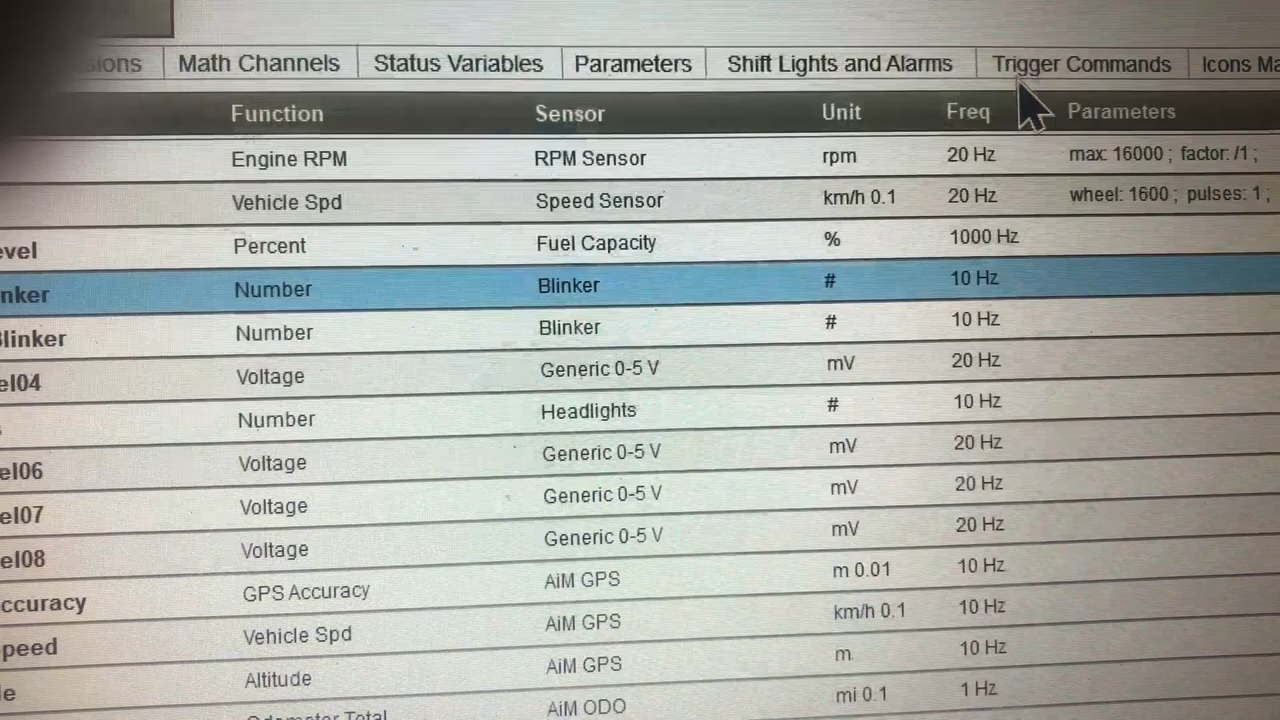 Math Channels Status Variables Parameters Shift Lights and Alarms Trigger Commands Icons
Function Sensor Unit Freq Parameters
Engine RPM RPM Sensor rpm 20 Hz max: 16000 ; factor: /1 ;
Vehicle Spd Speed Sensor km/h 0.1 20 Hz wheel: 1600 ; pulses: 1 ;
evel Percent Fuel Capacity % 1000 Hz
nker Number Blinker # 10 Hz
Blinker Number Blinker # 10 Hz
el04 Voltage Generic 0-5 V mV 20 Hz
Number Headlights # 10 Hz
el06 Voltage Generic 0-5 V mV 20 Hz
el07 Voltage Generic 0-5 V mV 20 Hz
el08 Voltage Generic 0-5 V mV 20 Hz
ccuracy GPS Accuracy AiM GPS m 0.01 10 Hz
peed Vehicle Spd AiM GPS km/h 0.1 10 Hz
le Altitude AiM GPS m 10 Hz
Odometer Total AiM ODO mi 0.1 1 Hz